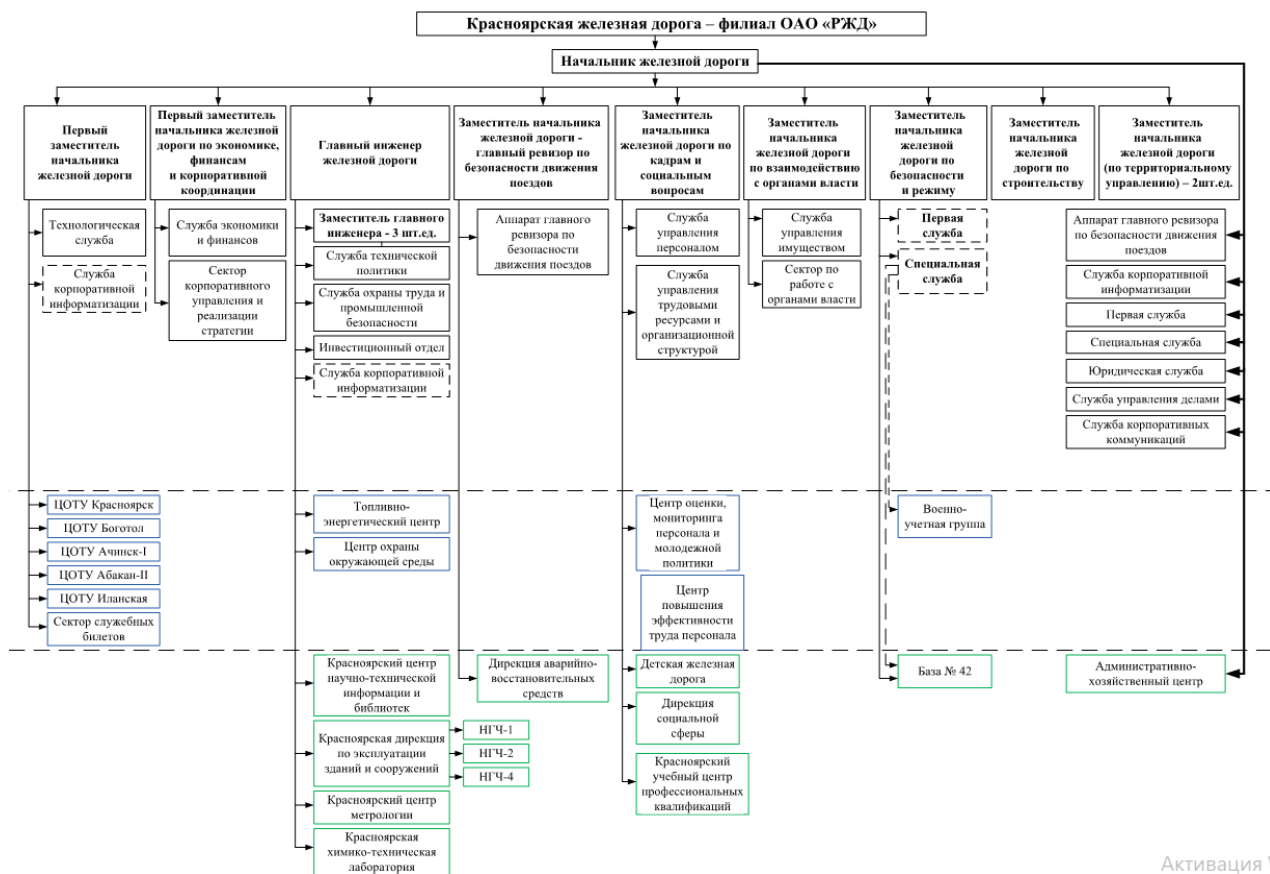 Красноярская железная дорога – филиал ОАО «РЖД»
Начальник железной дороги
Первый
заместитель
начальника
железной дороги
Первый заместитель
начальника железной
дороги по экономике,
финансам
и корпоративной
координации
Главный инженер
железной дороги
Заместитель начальника
железной дороги -
главный ревизор по
безопасности движения
поездов
Заместитель
начальника
железной дороги по
кадрам и
социальным
вопросам
Заместитель
начальника
железной дороги
по взаимодействию
с органами власти
Заместитель
начальника
железной
дороги по
безопасности
и режиму
Заместитель
начальника
железной
дороги по
строительству
Заместитель
начальника
железной дороги
(по территориальному
управлению) – 2шт.ед.
Технологическая
служба
Служба
корпоративной
информатизации
Служба экономики
и финансов
Сектор
корпоративного
управления и
реализации
стратегии
Заместитель главного
инженера - 3 шт.ед.
Служба технической
политики
Служба охраны труда и
промышленной
безопасности
Инвестиционный отдел
Служба корпоративной
информатизации
Аппарат главного
ревизора по
безопасности
движения поездов
Служба
управления
персоналом
Служба
управления
трудовыми
ресурсами и
организационной
структурой
Служба
управления
имуществом
Сектор по
работе с
органами власти
Первая
служба
Специальная
служба
Аппарат главного ревизора
по безопасности движения
поездов
Служба корпоративной
информатизации
Первая служба
Специальная служба
Юридическая служба
Служба управления делами
Служба корпоративных
коммуникаций
ЦОТУ Красноярск
ЦОТУ Боготол
ЦОТУ Ачинск-I
ЦОТУ Абакан-II
ЦОТУ Иланская
Сектор служебных
билетов
Топливно-
энергетический центр
Центр охраны
окружающей среды
Центр оценки,
мониторинга
персонала и
молодежной
политики
Центр
повышения
эффективности
труда персонала
Военно-
учетная группа
Красноярский центр
научно-технической
информации и
библиотек
Красноярская дирекция
по эксплуатации
зданий и сооружений
НГЧ-1
НГЧ-2
НГЧ-4
Красноярский центр
метрологии
Красноярская
химико-техническая
лаборатория
Дирекция аварийно-
восстановительных
средств
Детская железная
дорога
Дирекция
социальной
сферы
Красноярский
учебный центр
профессиональных
квалификаций
База № 42
Административно-
хозяйственный центр
Активация